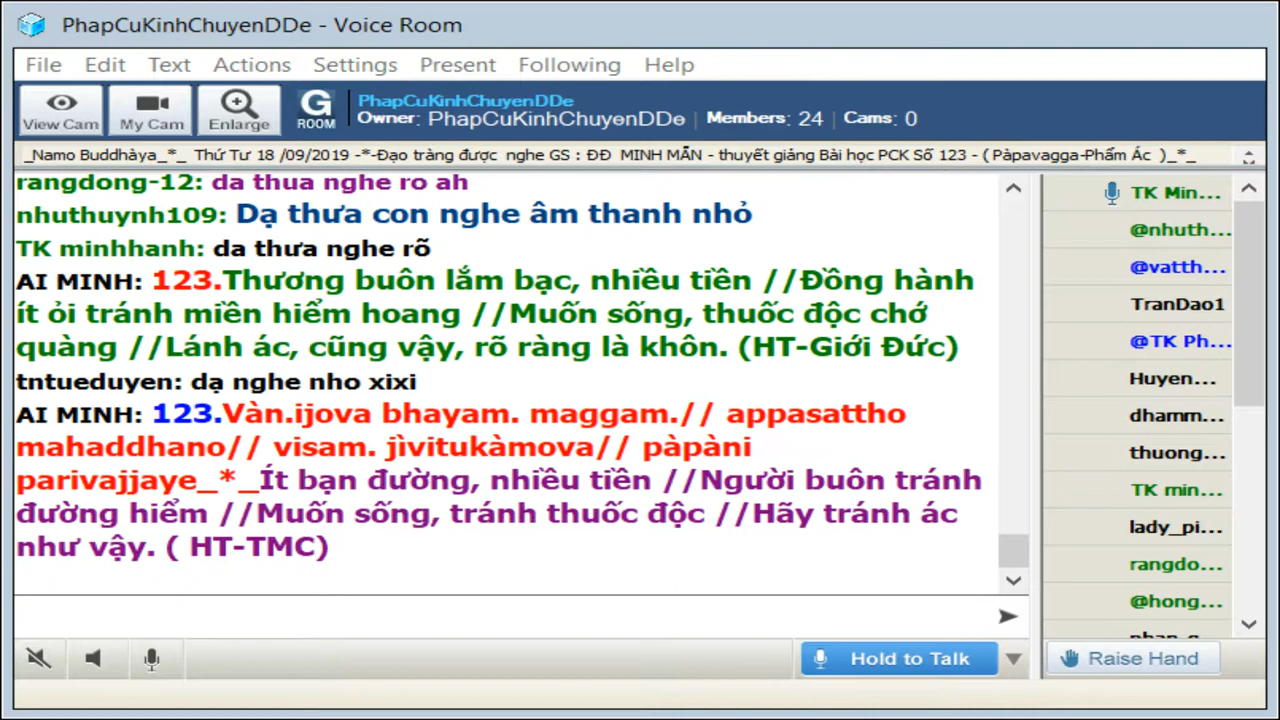 PhapCuKinhChuyenDDe - Voice Room
File Edit Text Actions Settings Present Following Help
View Cam My Cam Enlarge G ROOM
PhapCuKinhChuyenDDe
Owner: PhapCuKinhChuyenDDe | Members: 24 | Cams: 0
_Namo Buddhàya_*_ Thứ Tư 18 /09/2019 -*-Đạo tràng được nghe GS : ĐĐ MINH MẪN - thuyết giảng Bài học PCK Số 123 - ( Pàpavagga-Phẩm Ác )_*_
rangdong-12: da thua nghe ro ah
nhuthuynh109: Dạ thưa con nghe âm thanh nhỏ
TK minhhanh: da thưa nghe rõ
AI MINH: 123.Thương buôn lắm bạc, nhiều tiền //Đồng hành
ít ỏi tránh miền hiểm hoang //Muốn sống, thuốc độc chớ
quàng //Lánh ác, cũng vậy, rõ ràng là khôn. (HT-Giới Đức)
tntueduyen: dạ nghe nho xixi
AI MINH: 123.Vàn.ijova bhayam. maggam.// appasattho
mahaddhano// visam. jìvitukàmova// pàpàni
parivajjaye_*_Ít bạn đường, nhiều tiền //Người buôn tránh
đường hiểm //Muốn sống, tránh thuốc độc //Hãy tránh ác
như vậy. ( HT-TMC)
TK Min...
@nhuth...
@vatth...
TranDao1
@TK Ph...
Huyen...
dhamm...
thuong...
TK min...
lady_pi...
rangdo...
@hong...
Hold to Talk
Raise Hand